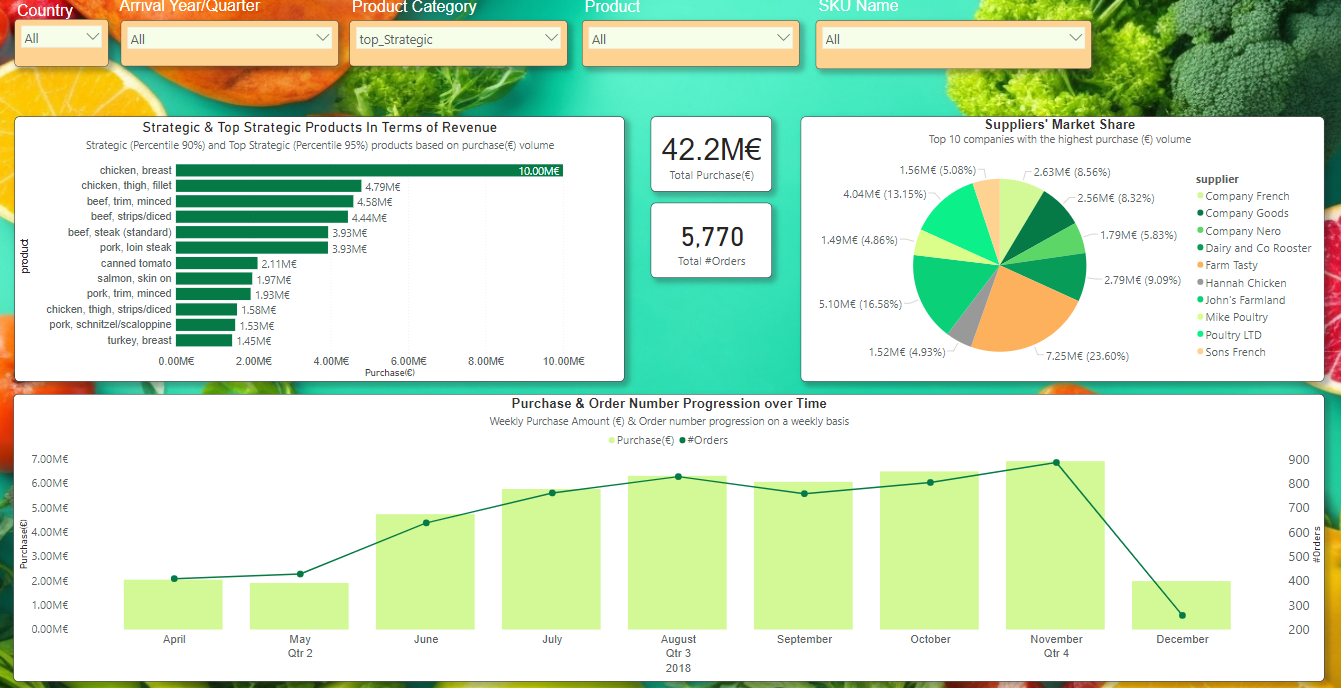 Country
Arrival Year/Quarter
Product Category
Product
SKU Name
All
All
top_Strategic
All
All
Strategic & Top Strategic Products In Terms of Revenue
Strategic (Percentile 90%) and Top Strategic (Percentile 95%) products based on purchase(€) volume
product
chicken, breast 10.00M€
chicken, thigh, fillet 4.79M€
beef, trim, minced 4.58M€
beef, strips/diced 4.44M€
beef, steak (standard) 3.93M€
pork, loin steak 3.93M€
canned tomato 2.11M€
salmon, skin on 1.97M€
pork, trim, minced 1.93M€
chicken, thigh, strips/diced 1.58M€
pork, schnitzel/scaloppine 1.53M€
turkey, breast 1.45M€
0.00M€ 2.00M€ 4.00M€ 6.00M€ 8.00M€ 10.00M€
Purchase(€)
42.2M€
Total Purchase(€)
5,770
Total #Orders
Suppliers' Market Share
Top 10 companies with the highest purchase (€) volume
2.63M€ (8.56%)
2.56M€ (8.32%)
1.79M€ (5.83%)
2.79M€ (9.09%)
7.25M€ (23.60%)
1.52M€ (4.93%)
5.10M€ (16.58%)
1.49M€ (4.86%)
4.04M€ (13.15%)
1.56M€ (5.08%)
supplier
Company French
Company Goods
Company Nero
Dairy and Co Rooster
Farm Tasty
Hannah Chicken
John's Farmland
Mike Poultry
Poultry LTD
Sons French
Purchase & Order Number Progression over Time
Weekly Purchase Amount (€) & Order number progression on a weekly basis
Purchase(€) #Orders
Purchase(€)
7.00M€
6.00M€
5.00M€
4.00M€
3.00M€
2.00M€
1.00M€
0.00M€
900
800
700
600
500
400
300
200
#Orders
April May June July August September October November December
Qtr 2 Qtr 3 Qtr 4
2018